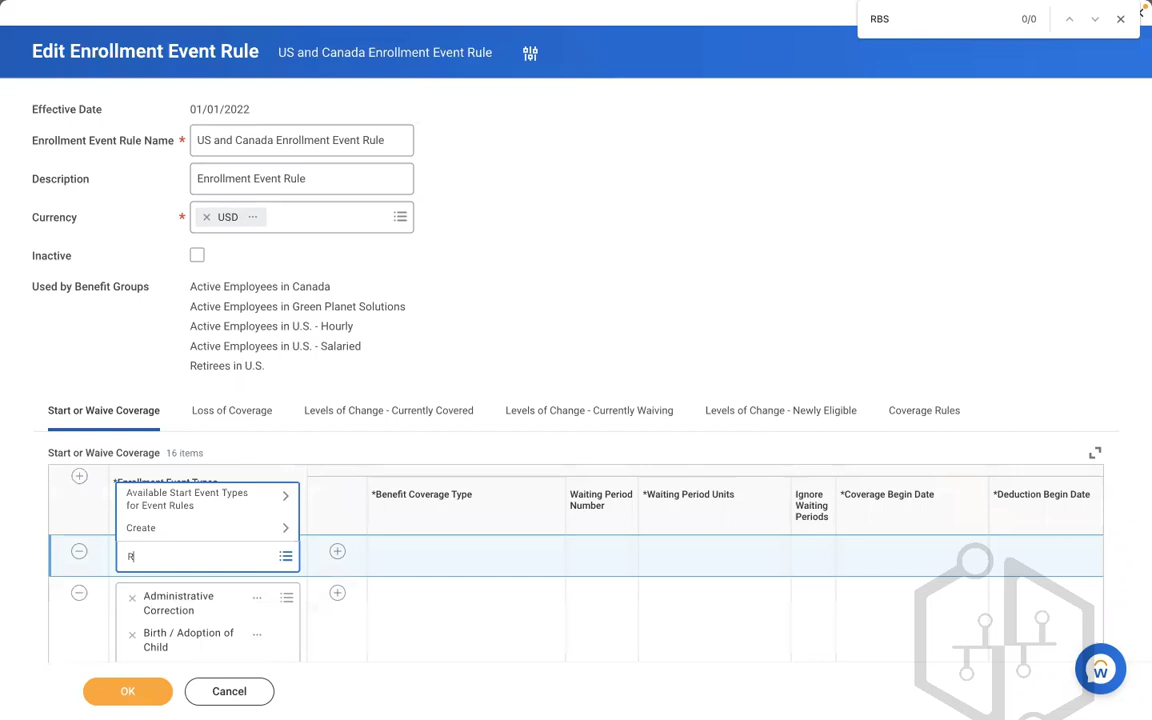 RBS 0/0
Edit Enrollment Event Rule US and Canada Enrollment Event Rule
Effective Date 01/01/2022
Enrollment Event Rule Name * US and Canada Enrollment Event Rule
Description Enrollment Event Rule
Currency * USD
Inactive
Used by Benefit Groups Active Employees in Canada
Active Employees in Green Planet Solutions
Active Employees in U.S. - Hourly
Active Employees in U.S. - Salaried
Retirees in U.S.
Start or Waive Coverage Loss of Coverage Levels of Change - Currently Covered Levels of Change - Currently Waiving Levels of Change - Newly Eligible Coverage Rules
Start or Waive Coverage 16 items
*Enrollment Event Types
*Benefit Coverage Type
Waiting Period
Number
*Waiting Period Units
Ignore
Waiting
Periods
*Coverage Begin Date
*Deduction Begin Date
Available Start Event Types
for Event Rules
Create
R
Administrative
Correction
Birth / Adoption of
Child
OK Cancel
W